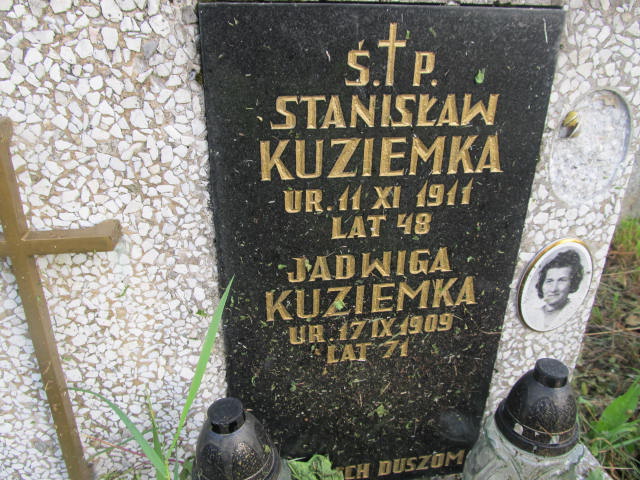 Ś.†P.
STANISŁAW
KUZIEMKA
UR. 11 XI 1911
LAT 48
JADWIGA
KUZIEMKA
UR. 17 IX 1909
LAT 71
DUSZOM